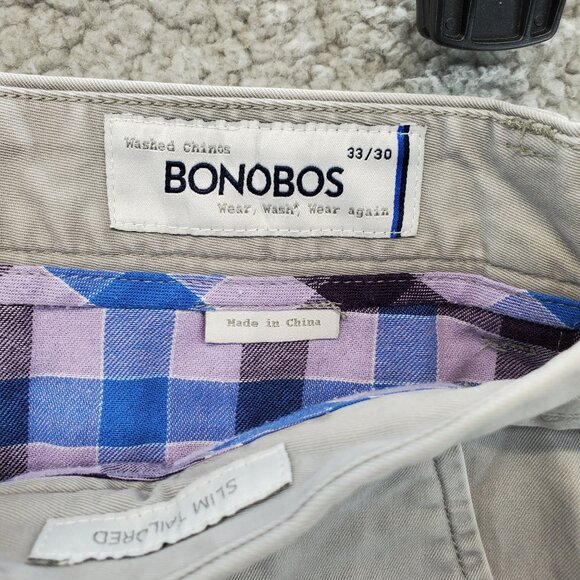 Washed Chinos
33/30
BONOBOS
Wear, Wash*, Wear again
Made in China
SLIM TAILORED